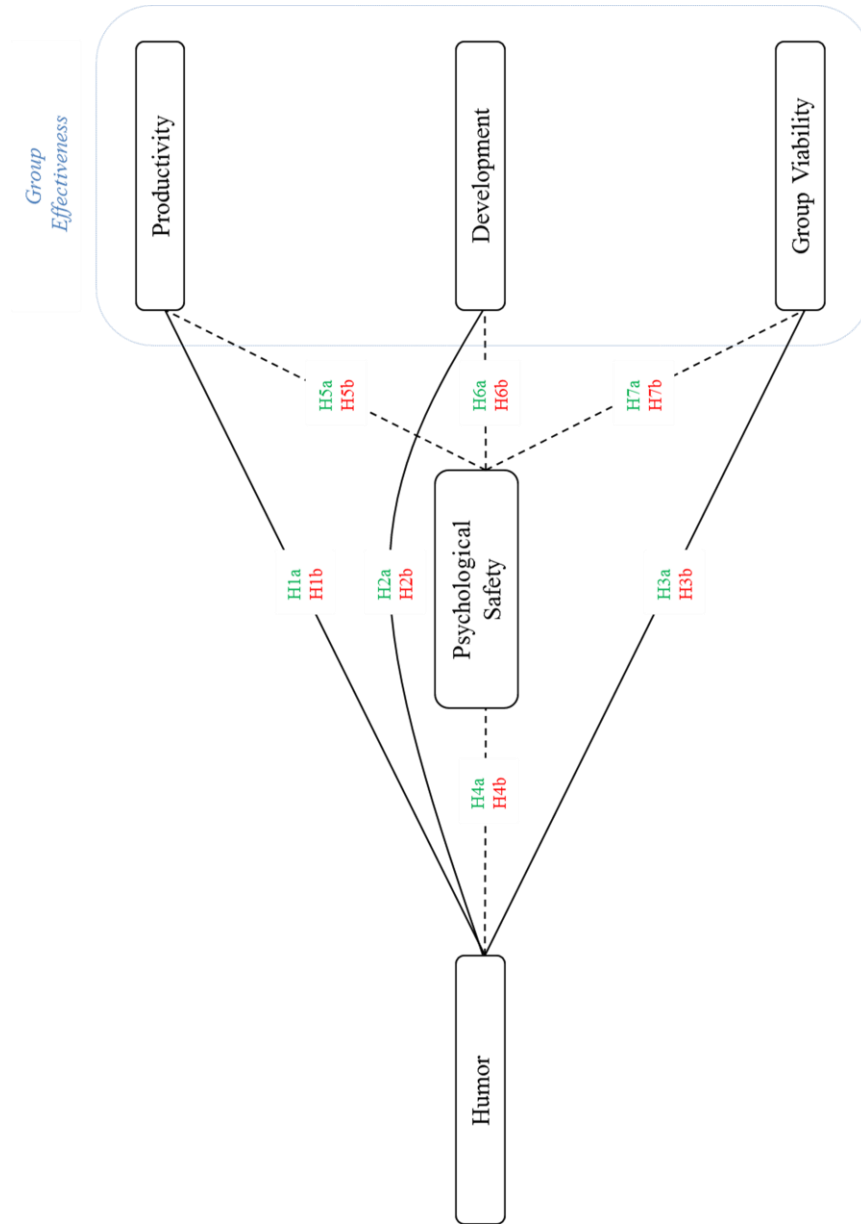 Group
Effectiveness
Productivity
Development
Group Viability
H5a
H5b
H6a
H6b
H7a
H7b
H1a
H1b
H2a
H2b
Psychological
Safety
H3a
H3b
H4a
H4b
Humor